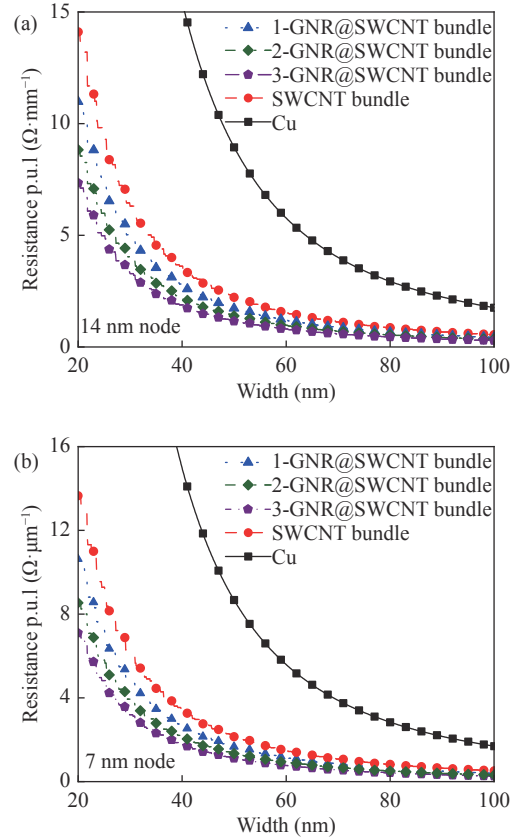 (a)
15
10
5
0
Resistance p.u.l (Ω·mm⁻¹)
1-GNR@SWCNT bundle
2-GNR@SWCNT bundle
3-GNR@SWCNT bundle
SWCNT bundle
Cu
14 nm node
20 40 60 80 100
Width (nm)
(b)
16
12
8
4
0
Resistance p.u.l (Ω·μm⁻¹)
1-GNR@SWCNT bundle
2-GNR@SWCNT bundle
3-GNR@SWCNT bundle
SWCNT bundle
Cu
7 nm node
20 40 60 80 100
Width (nm)